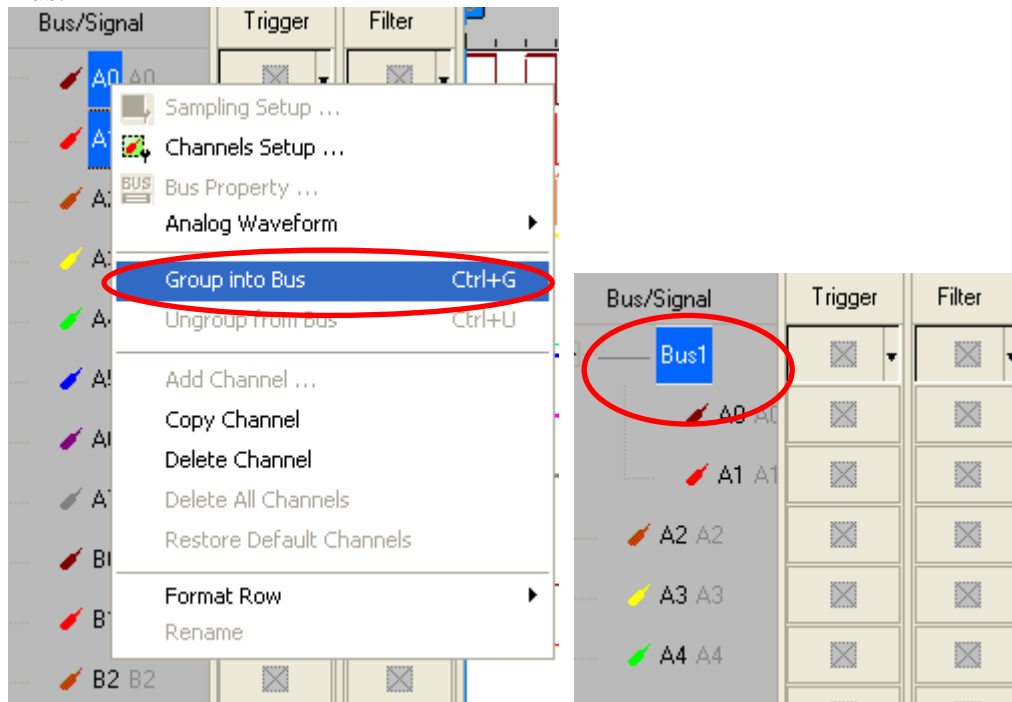 Bus/Signal Trigger Filter
A0 A0
Sampling Setup ...
Channels Setup ...
BUS Bus Property ...
Analog Waveform
Group into Bus Ctrl+G
Ungroup from Bus Ctrl+U
Add Channel ...
Copy Channel
Delete Channel
Delete All Channels
Restore Default Channels
Format Row
Rename
B2 B2
Bus/Signal Trigger Filter
Bus1
A0
A1 A1
A2 A2
A3 A3
A4 A4